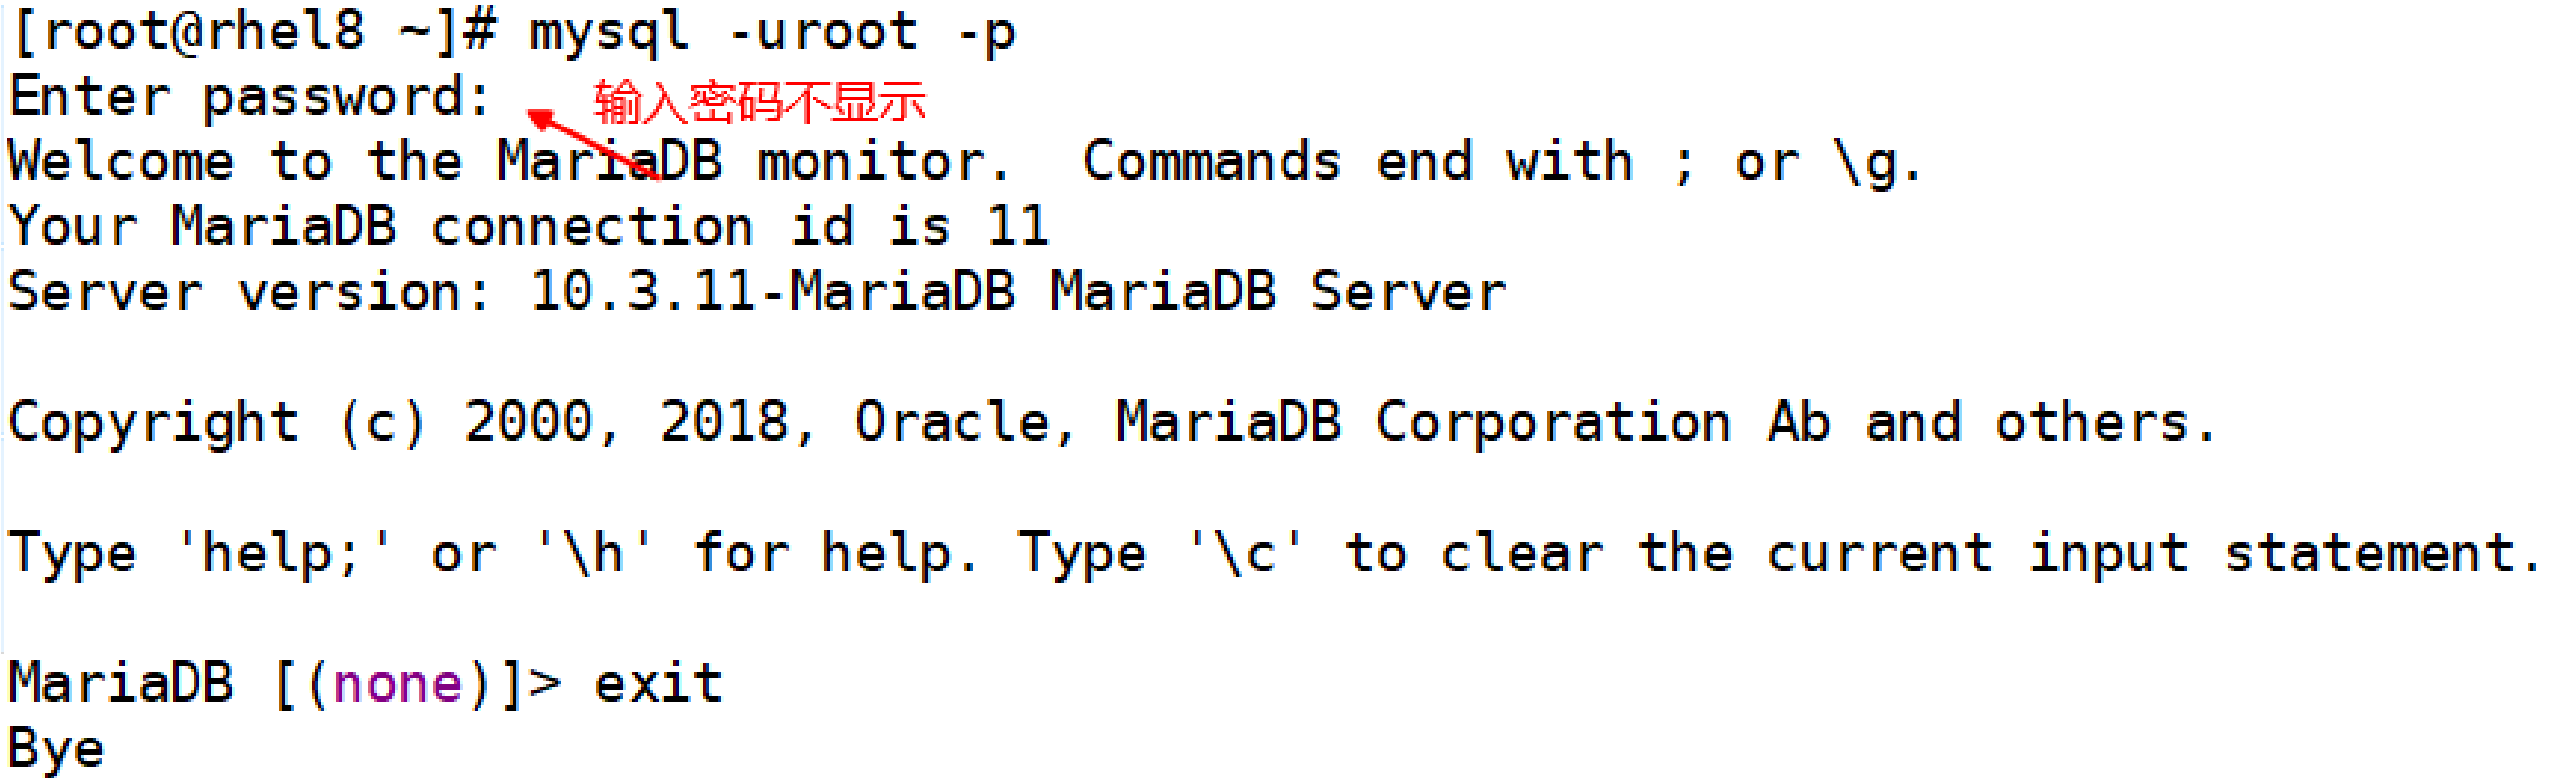 [root@rhel8 ~]# mysql -uroot -p
Enter password:
输入密码不显示
Welcome to the MariaDB monitor.  Commands end with ; or \g.
Your MariaDB connection id is 11
Server version: 10.3.11-MariaDB MariaDB Server
Copyright (c) 2000, 2018, Oracle, MariaDB Corporation Ab and others.
Type 'help;' or '\h' for help. Type '\c' to clear the current input statement.
MariaDB [(none)]> exit
Bye